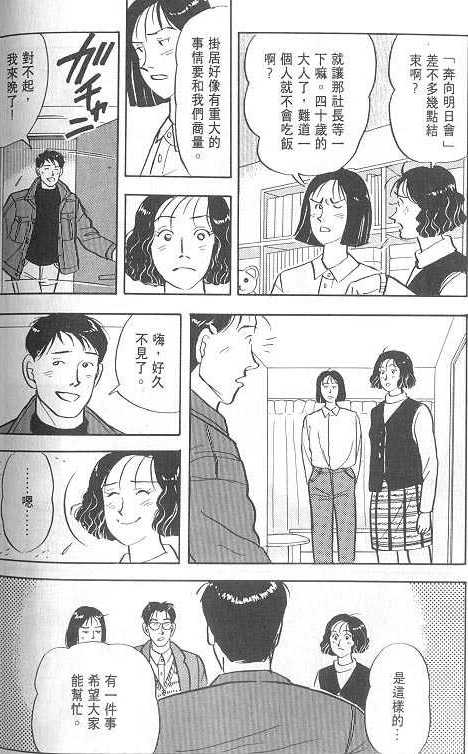 「奔向明日會」
差不多幾點結
束啊？
就讓那社長等一
下嘛。四十歲的
大人了，難道一
個人就不會吃飯
啊？
掛居好像有重大的
事情要和我們商量。
ガチャン
對不起，
我來晚了！
嗨，好久
不見了。
……嗯……
是這樣的…
有一件事
希望大家
能幫忙。